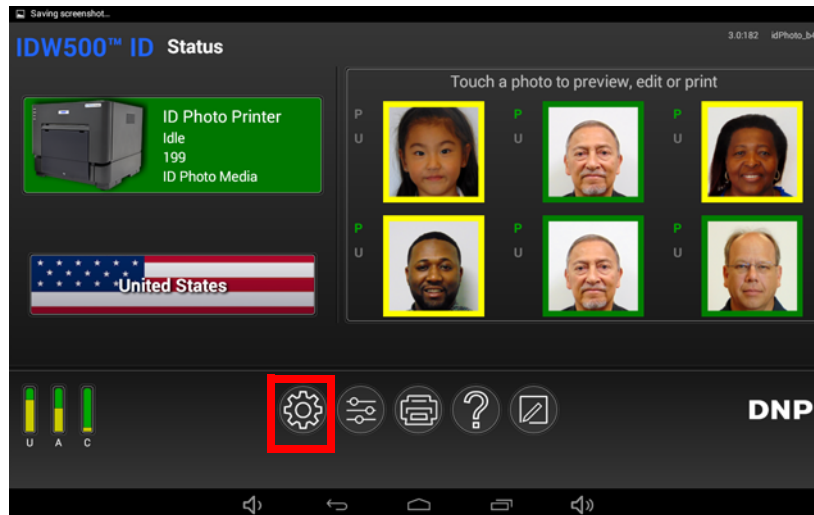 Saving screenshot...
IDW500™ ID Status
3.0:182 idPhoto_b4
Touch a photo to preview, edit or print
ID Photo Printer
Idle
199
ID Photo Media
P
U
P
U
P
U
P
U
P
U
P
U
United States
U A C
DNP